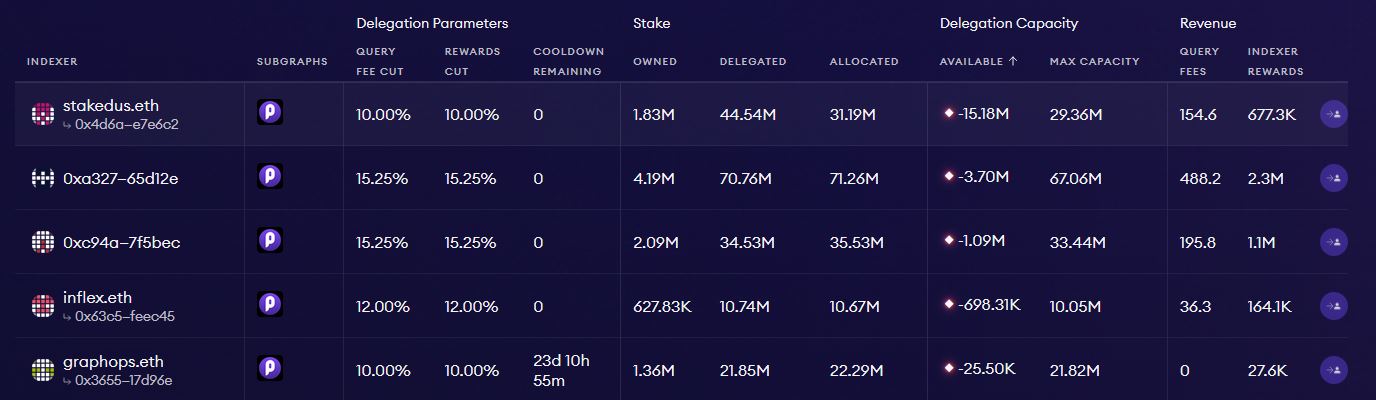 Delegation Parameters Stake Delegation Capacity Revenue
INDEXER SUBGRAPHS QUERY FEE CUT REWARDS CUT COOLDOWN REMAINING OWNED DELEGATED ALLOCATED AVAILABLE ↑ MAX CAPACITY QUERY FEES INDEXER REWARDS
stakedus.eth 10.00% 10.00% 0 1.83M 44.54M 31.19M -15.18M 29.36M 154.6 677.3K
↳ 0x4d6a–e7e6c2
0xa327–65d12e 15.25% 15.25% 0 4.19M 70.76M 71.26M -3.70M 67.06M 488.2 2.3M
0xc94a–7f5bec 15.25% 15.25% 0 2.09M 34.53M 35.53M -1.09M 33.44M 195.8 1.1M
inflex.eth 12.00% 12.00% 0 627.83K 10.74M 10.67M -698.31K 10.05M 36.3 164.1K
↳ 0x63c5–feec45
graphops.eth 10.00% 10.00% 23d 10h 55m 1.36M 21.85M 22.29M -25.50K 21.82M 0 27.6K
↳ 0x3655–17d96e